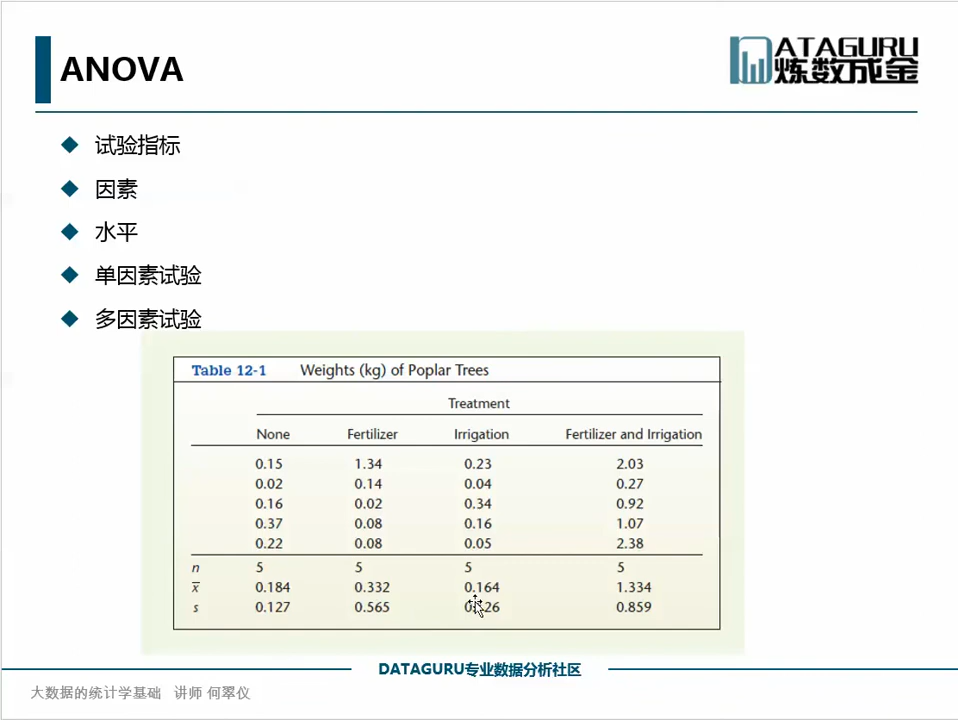 ANOVA
ATAGURU
炼数成金
试验指标
因素
水平
单因素试验
多因素试验
Table 12-1 Weights (kg) of Poplar Trees
Treatment
None Fertilizer Irrigation Fertilizer and Irrigation
0.15 1.34 0.23 2.03
0.02 0.14 0.04 0.27
0.16 0.02 0.34 0.92
0.37 0.08 0.16 1.07
0.22 0.08 0.05 2.38
n 5 5 5 5
x̅ 0.184 0.332 0.164 1.334
s 0.127 0.565 0.859
DATAGURU专业数据分析社区
大数据的统计学基础 讲师 何翠仪